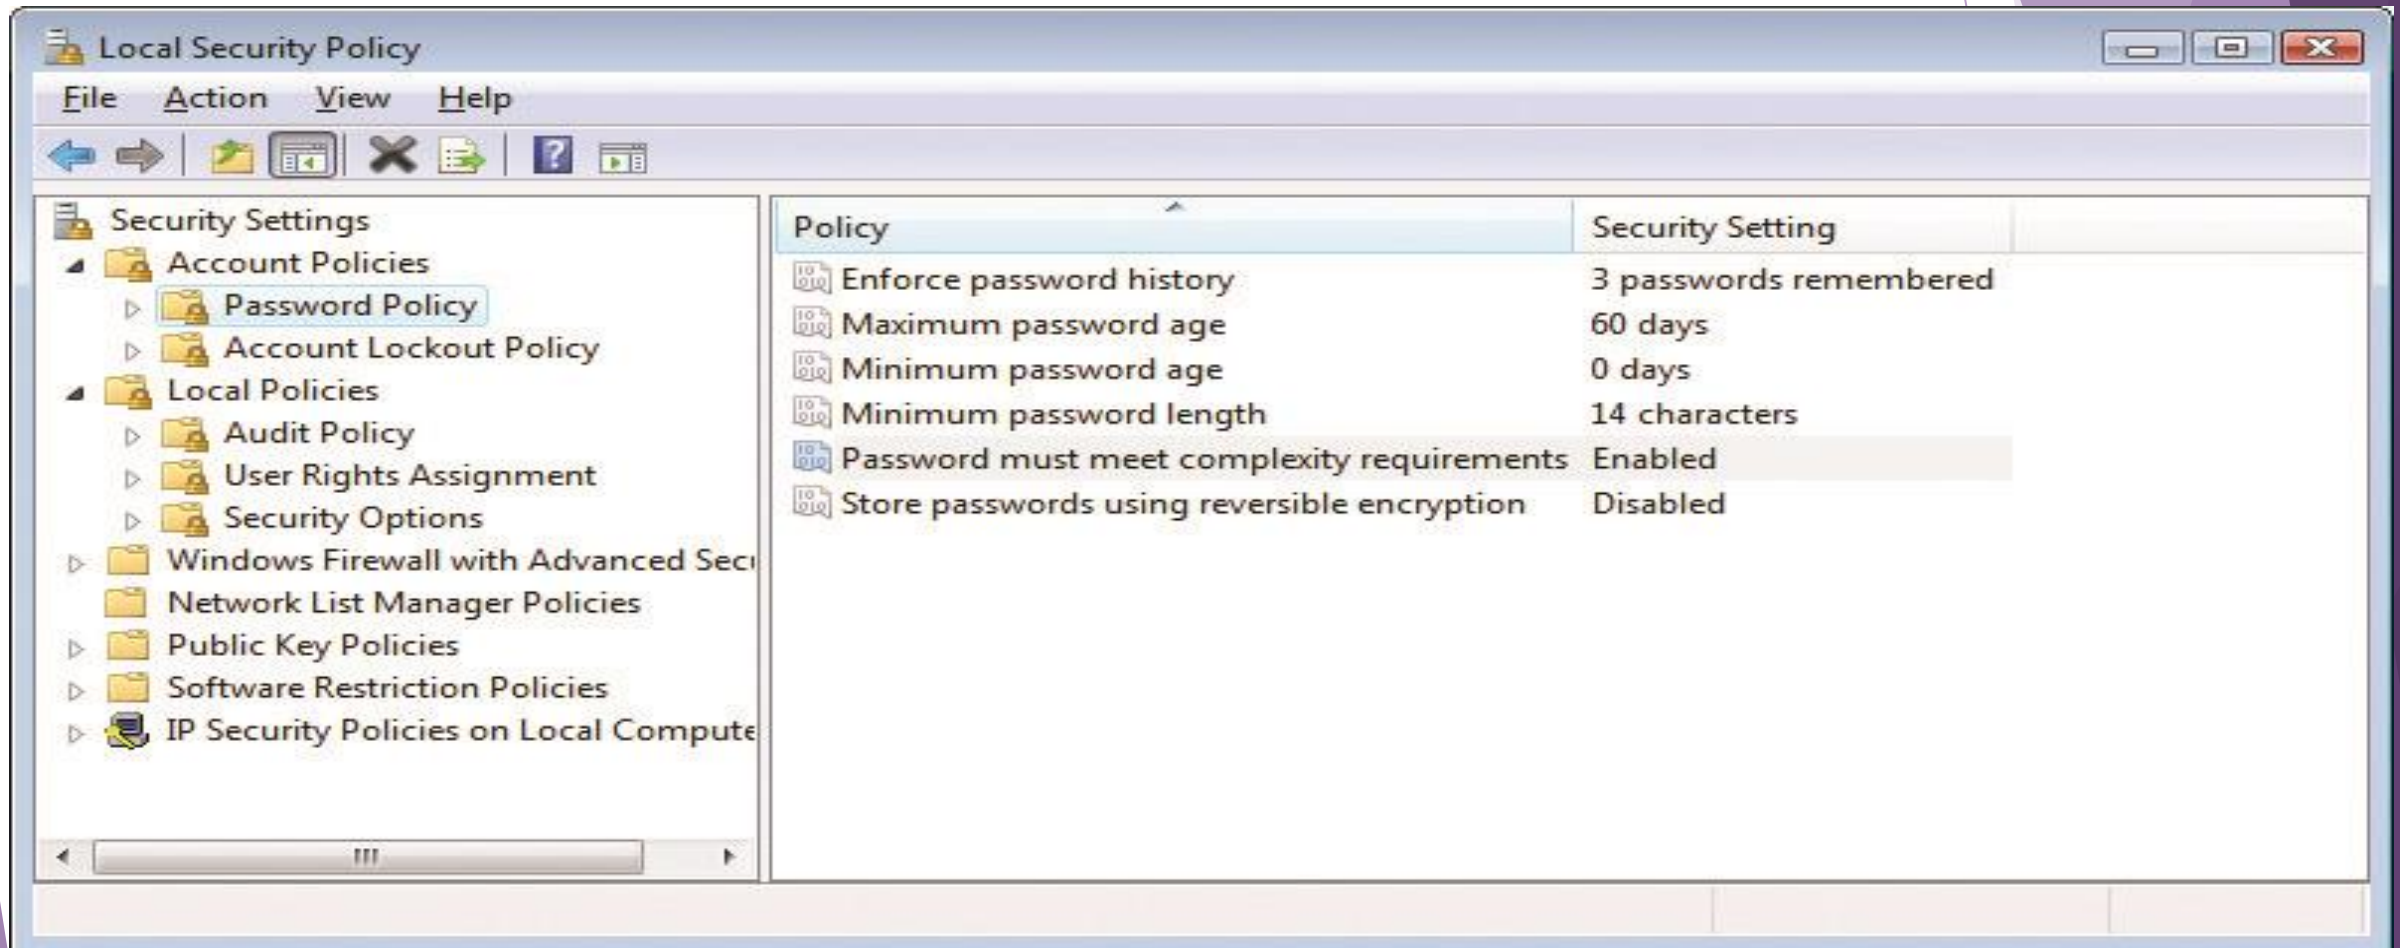 Local Security Policy
File Action View Help
Security Settings
Account Policies
Password Policy
Account Lockout Policy
Local Policies
Audit Policy
User Rights Assignment
Security Options
Windows Firewall with Advanced Secu
Network List Manager Policies
Public Key Policies
Software Restriction Policies
IP Security Policies on Local Compute
Policy Security Setting
Enforce password history 3 passwords remembered
Maximum password age 60 days
Minimum password age 0 days
Minimum password length 14 characters
Password must meet complexity requirements Enabled
Store passwords using reversible encryption Disabled